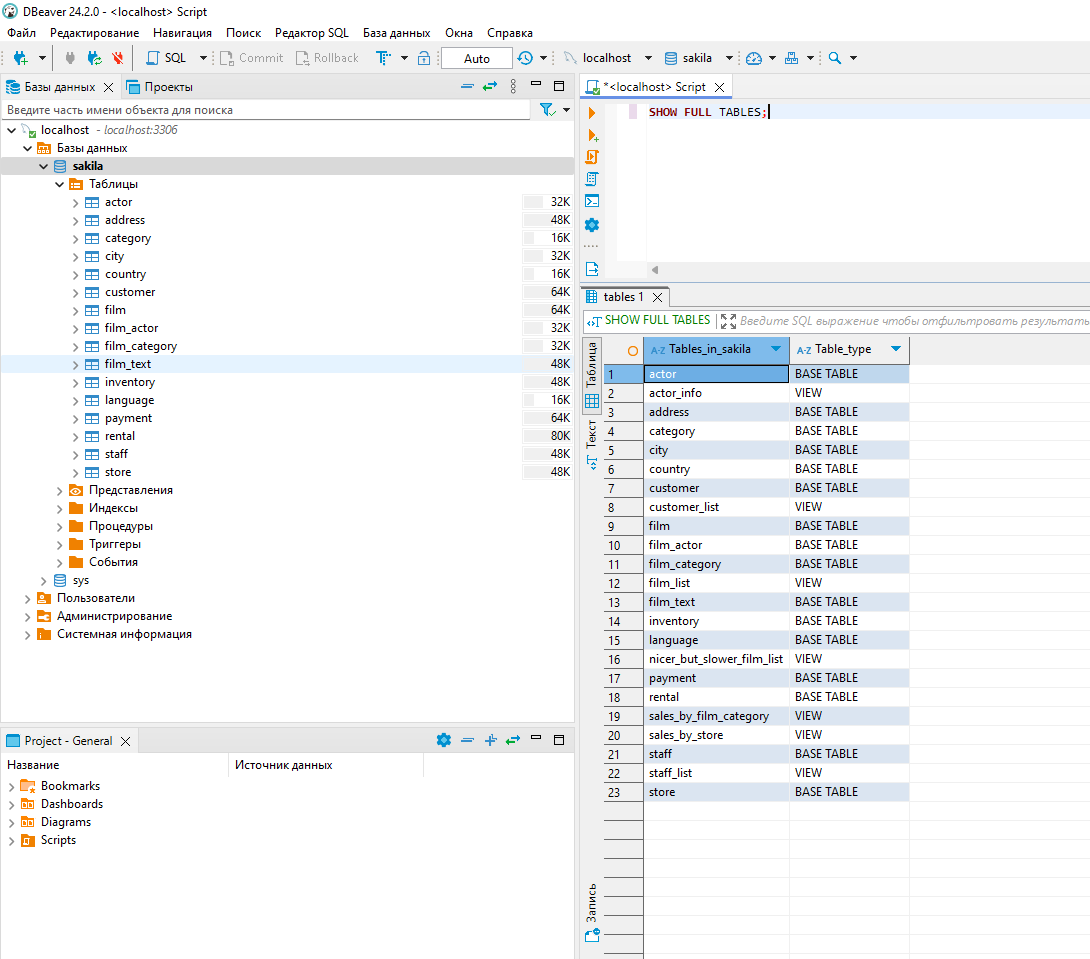 DBeaver 24.2.0 - <localhost> Script
Файл Редактирование Навигация Поиск Редактор SQL База данных Окна Справка
SQL Commit Rollback Auto localhost sakila
Базы данных Проекты
Введите часть имени объекта для поиска
localhost - localhost:3306
Базы данных
sakila
Таблицы
actor 32K
address 48K
category 16K
city 32K
country 16K
customer 64K
film 64K
film_actor 32K
film_category 32K
film_text 48K
inventory 48K
language 16K
payment 64K
rental 80K
staff 48K
store 48K
Представления
Индексы
Процедуры
Триггеры
События
sys
Пользователи
Администрирование
Системная информация
Project - General
Название Источник данных
Bookmarks
Dashboards
Diagrams
Scripts
*<localhost> Script
SHOW FULL TABLES;
tables 1
SHOW FULL TABLES Введите SQL выражение чтобы отфильтровать результаты
Таблица
Текст
Запись
A-Z Tables_in_sakila A-Z Table_type
1 actor BASE TABLE
2 actor_info VIEW
3 address BASE TABLE
4 category BASE TABLE
5 city BASE TABLE
6 country BASE TABLE
7 customer BASE TABLE
8 customer_list VIEW
9 film BASE TABLE
10 film_actor BASE TABLE
11 film_category BASE TABLE
12 film_list VIEW
13 film_text BASE TABLE
14 inventory BASE TABLE
15 language BASE TABLE
16 nicer_but_slower_film_list VIEW
17 payment BASE TABLE
18 rental BASE TABLE
19 sales_by_film_category VIEW
20 sales_by_store VIEW
21 staff BASE TABLE
22 staff_list VIEW
23 store BASE TABLE